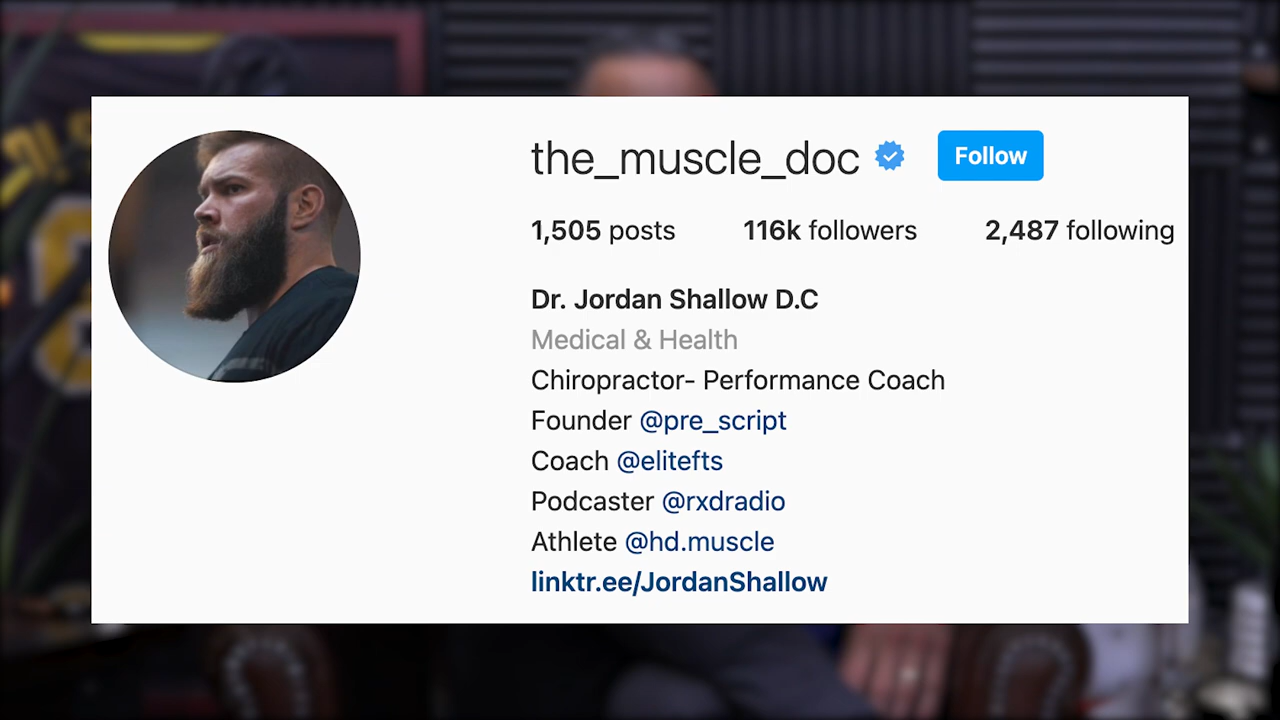 the_muscle_doc Follow
1,505 posts 116k followers 2,487 following
Dr. Jordan Shallow D.C
Medical & Health
Chiropractor- Performance Coach
Founder @pre_script
Coach @elitefts
Podcaster @rxdradio
Athlete @hd.muscle
linktr.ee/JordanShallow